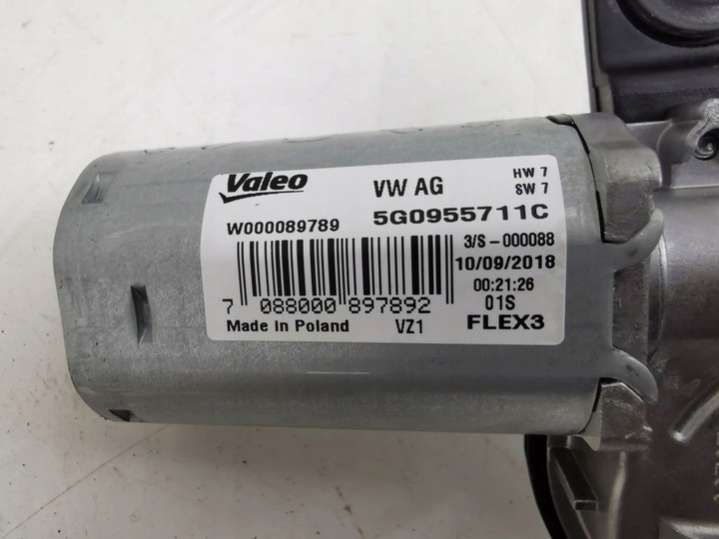 Valeo
VW AG
HW 7
SW 7
W000089789
5G0955711C
3/S-000088
10/09/2018
00:21:26
7 088000 897892
01S
Made in Poland
VZ1
FLEX3